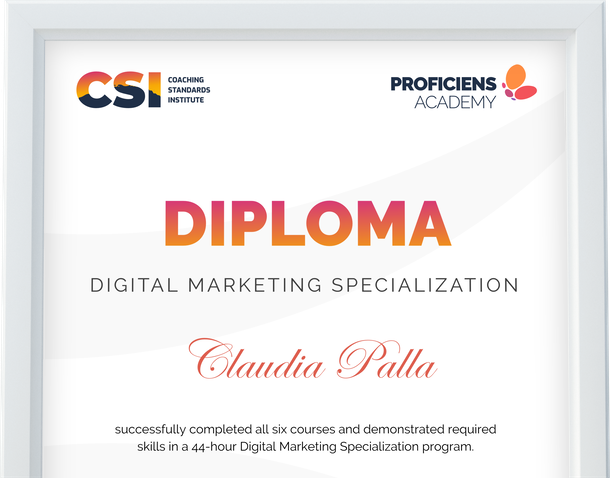 CSI COACHING
STANDARDS
INSTITUTE
PROFICIENS
ACADEMY
DIPLOMA
DIGITAL MARKETING SPECIALIZATION
Claudia Palla
successfully completed all six courses and demonstrated required
skills in a 44-hour Digital Marketing Specialization program.